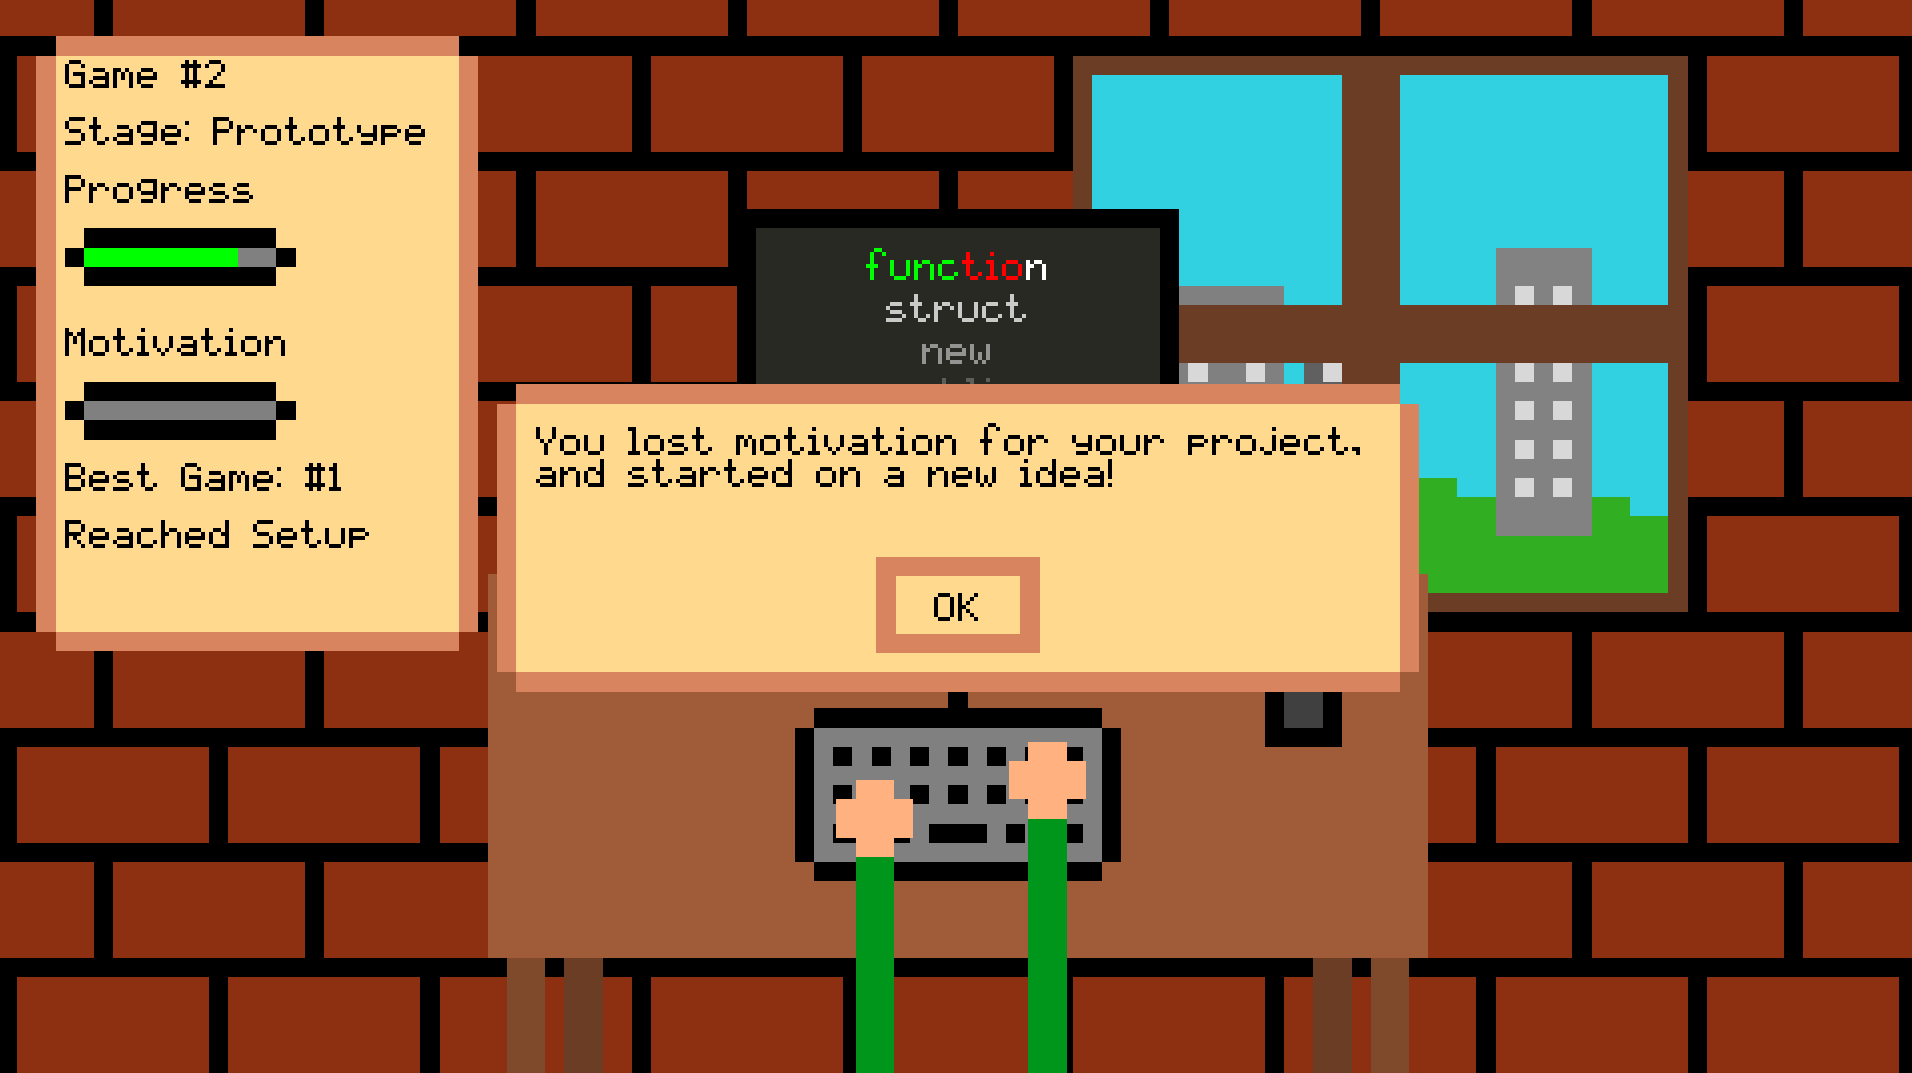 Game #2
Stage: Prototype
Progress
Motivation
Best Game: #1
Reached Setup
function
struct
new
You lost motivation for your project,
and started on a new idea!
OK